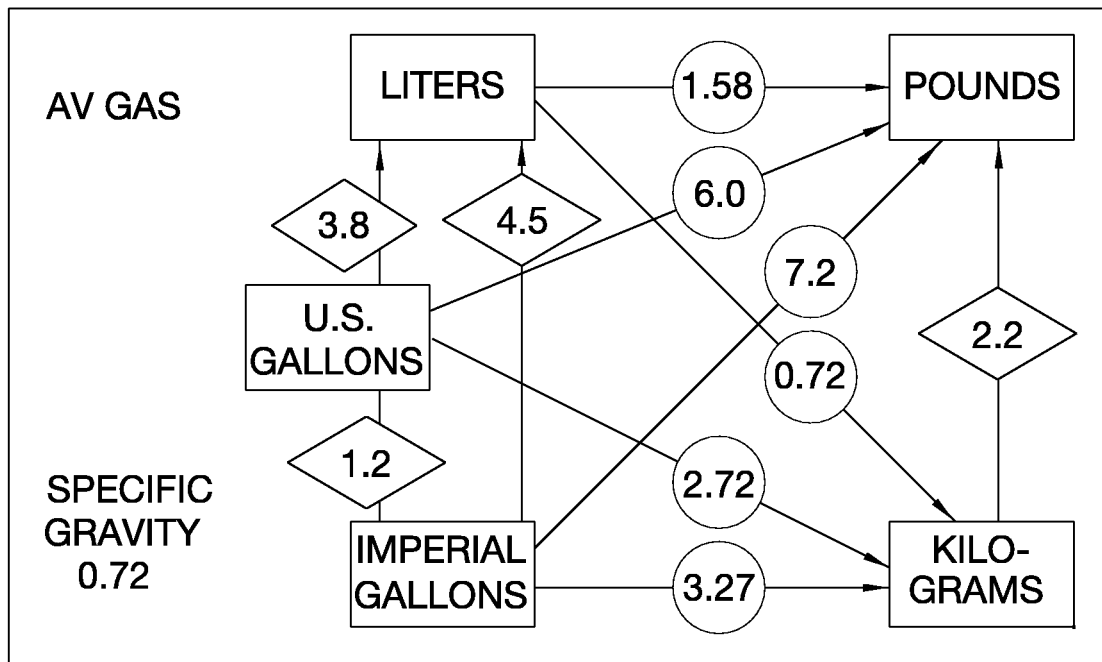 LITERS
1.58
POUNDS
AV GAS
6.0
3.8
4.5
7.2
U.S.
GALLONS
2.2
0.72
1.2
2.72
SPECIFIC
GRAVITY
0.72
IMPERIAL
GALLONS
3.27
KILO-
GRAMS